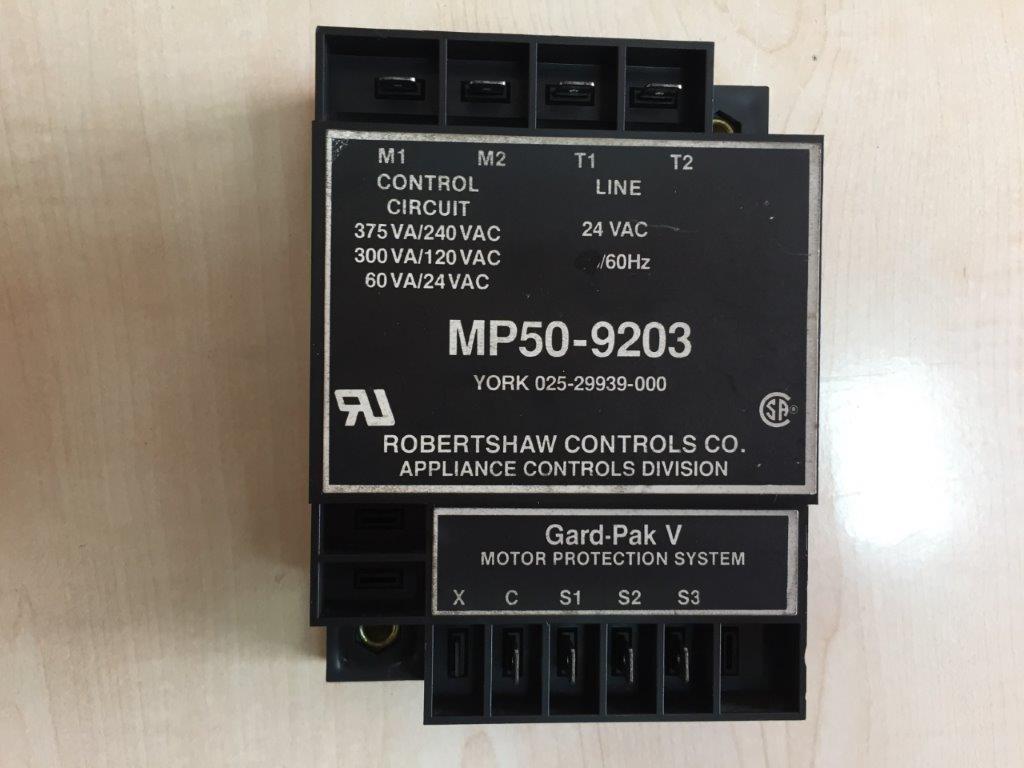 M1 M2 T1 T2
CONTROL LINE
CIRCUIT
375 VA/240 VAC 24 VAC
300 VA/120 VAC /60Hz
60 VA/24 VAC
MP50-9203
YORK 025-29939-000
RU
SA®
ROBERTSHAW CONTROLS CO.
APPLIANCE CONTROLS DIVISION
Gard-Pak V
MOTOR PROTECTION SYSTEM
X C S1 S2 S3